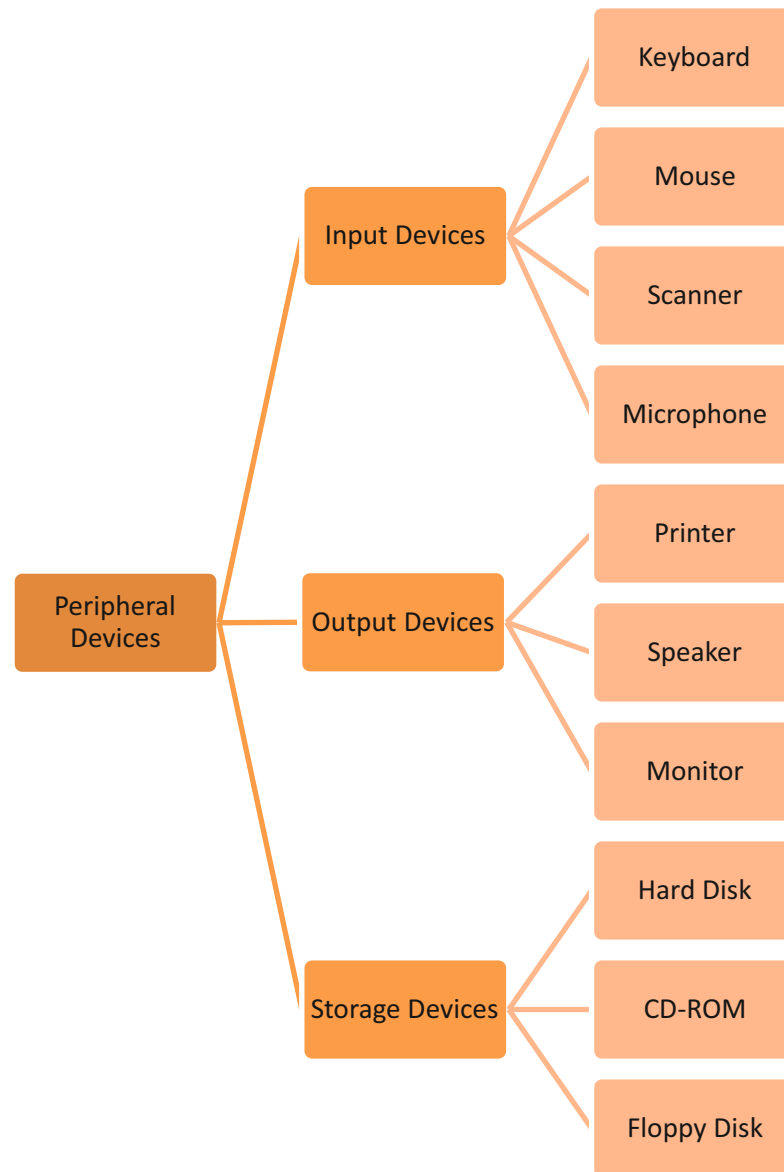 Peripheral
Devices
Input Devices
Keyboard
Mouse
Scanner
Microphone
Output Devices
Printer
Speaker
Monitor
Storage Devices
Hard Disk
CD-ROM
Floppy Disk